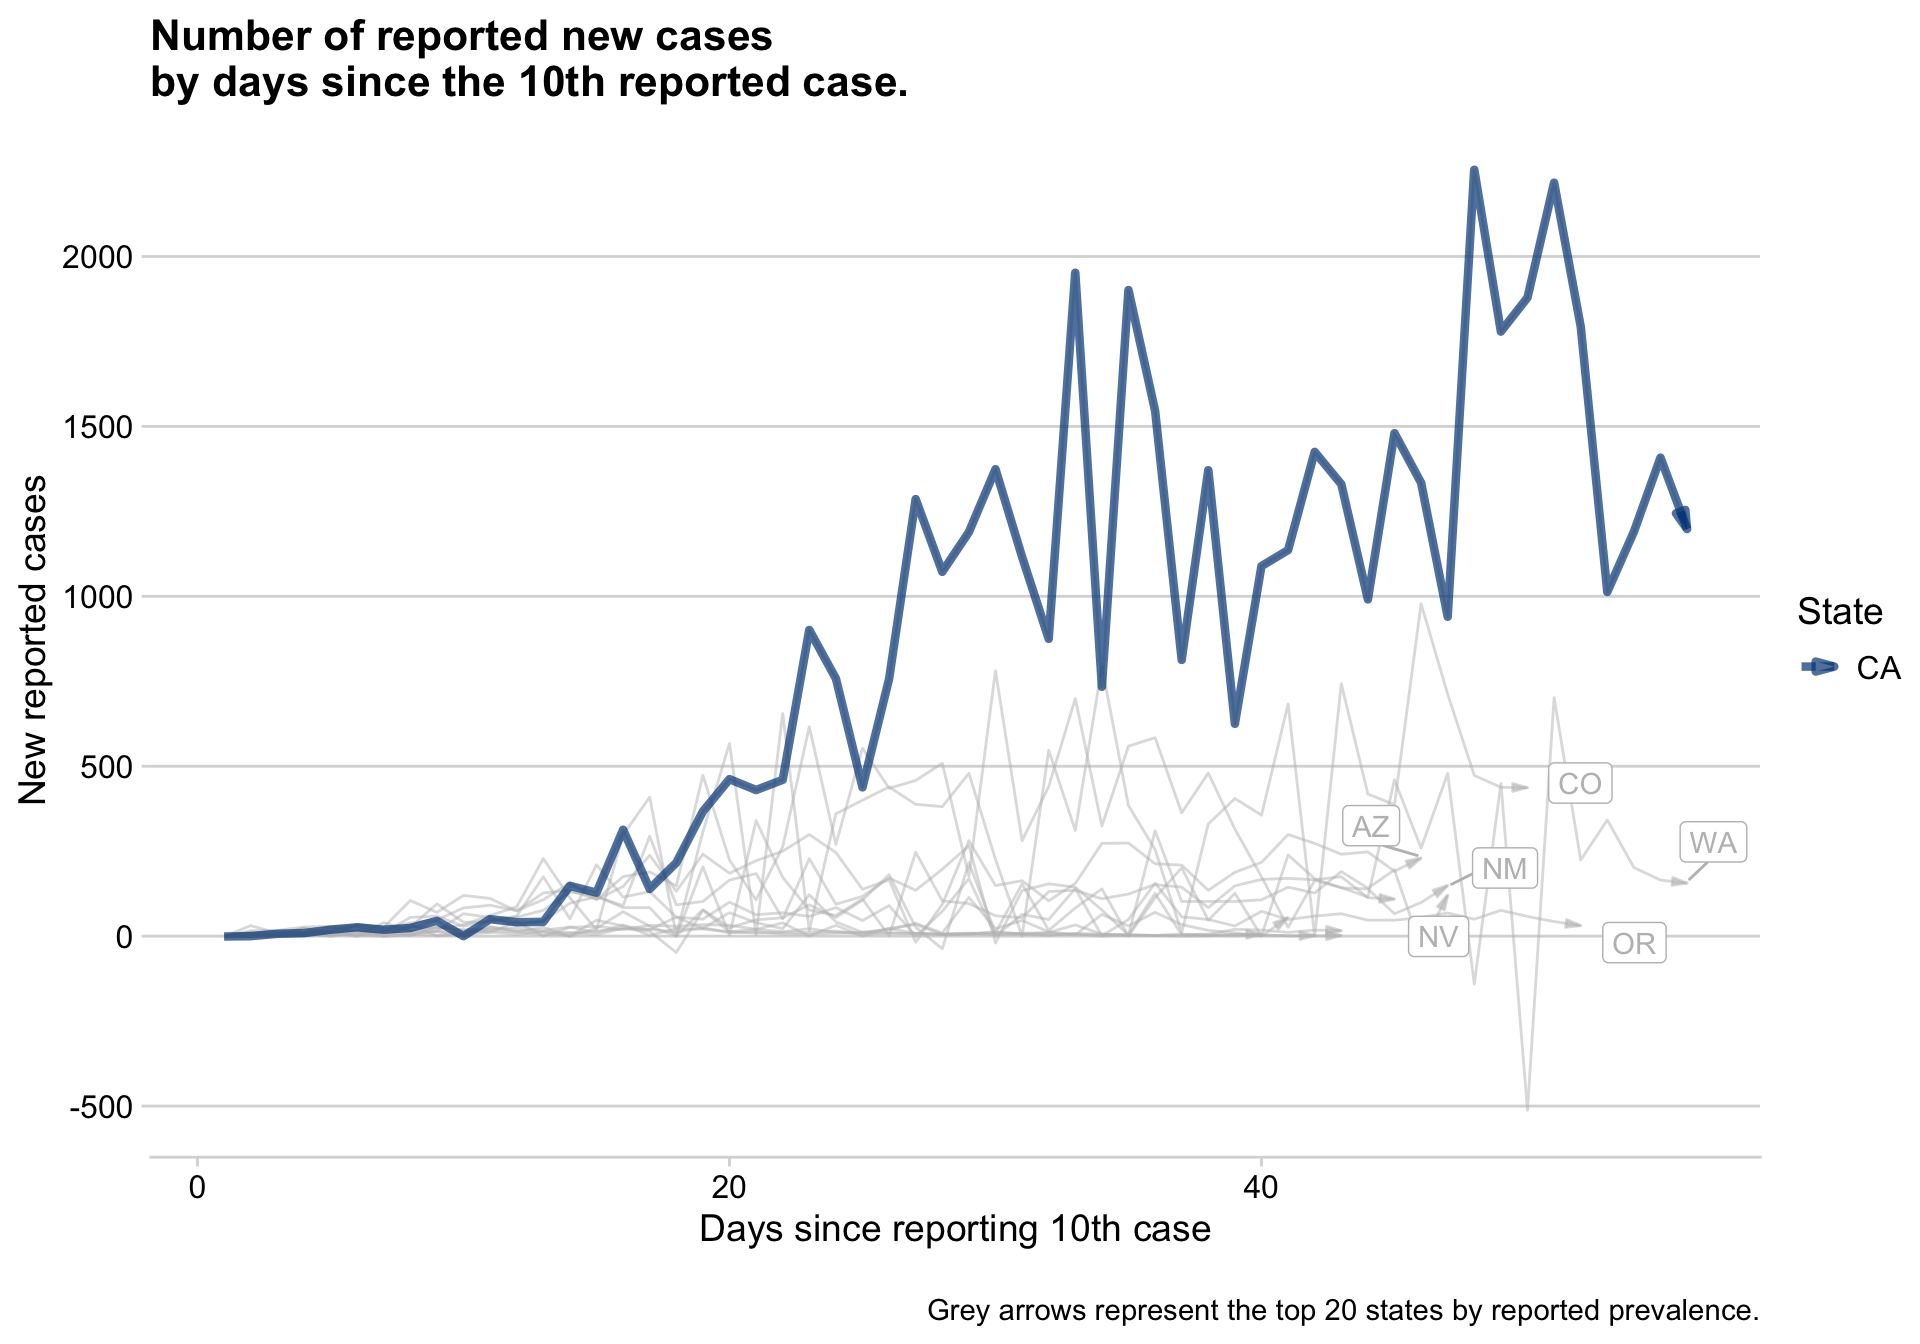 Number of reported new cases
by days since the 10th reported case.
New reported cases
2000
1500
1000
500
0
-500
0
20
40
Days since reporting 10th case
CO
AZ
WA
NM
NV
OR
State
CA
Grey arrows represent the top 20 states by reported prevalence.